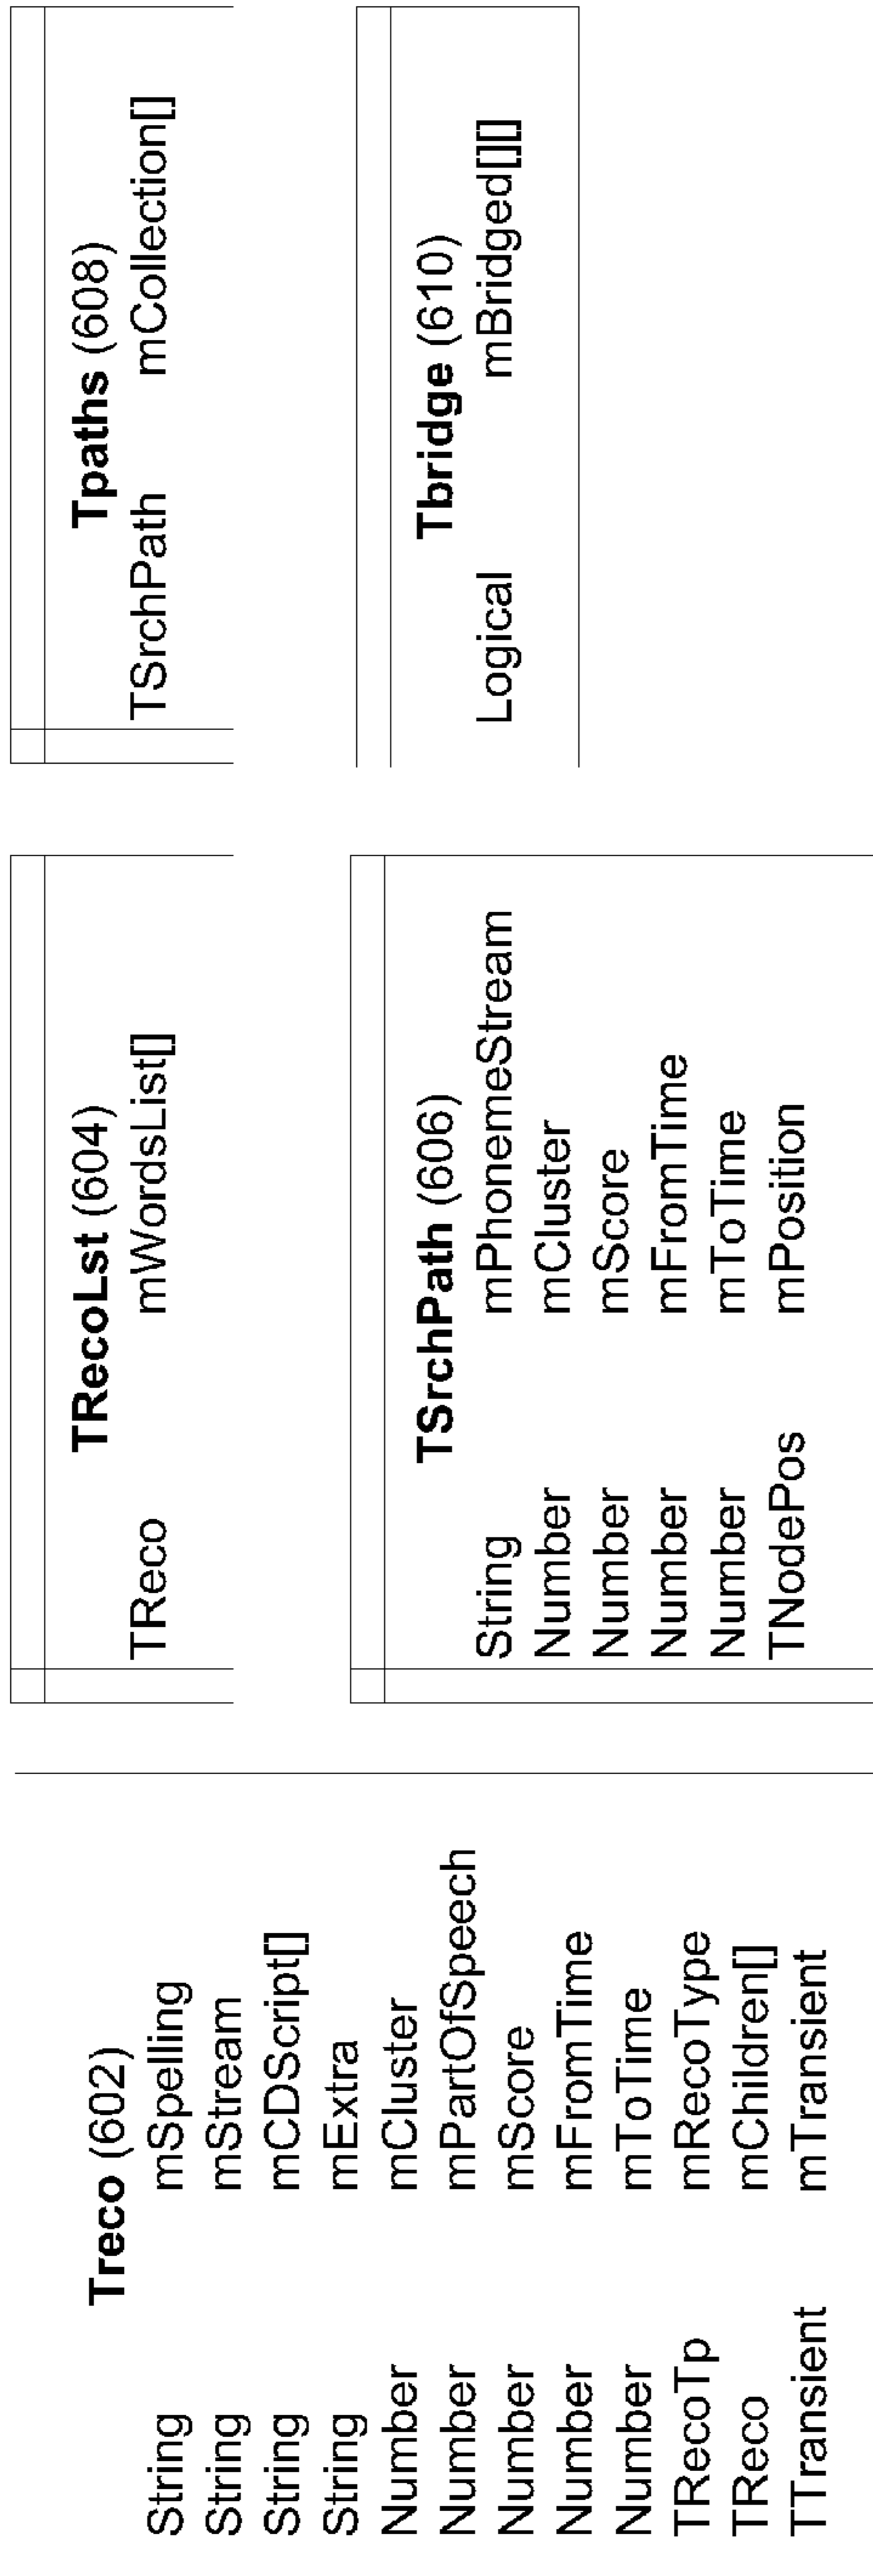 Treco (602)
String mSpelling
String mStream
String mCDScript[]
String mExtra
Number mCluster
Number mPartOfSpeech
Number mScore
Number mFromTime
Number mToTime
TRecoTp mRecoType
TReco mChildren[]
TTransient mTransient
TRecoLst (604)
TReco mWordsList[]
TSrchPath (606)
String mPhonemeStream
Number mCluster
Number mScore
Number mFromTime
Number mToTime
TNodePos mPosition
Tpaths (608)
TSrchPath mCollection[]
Tbridge (610)
Logical mBridged[][]